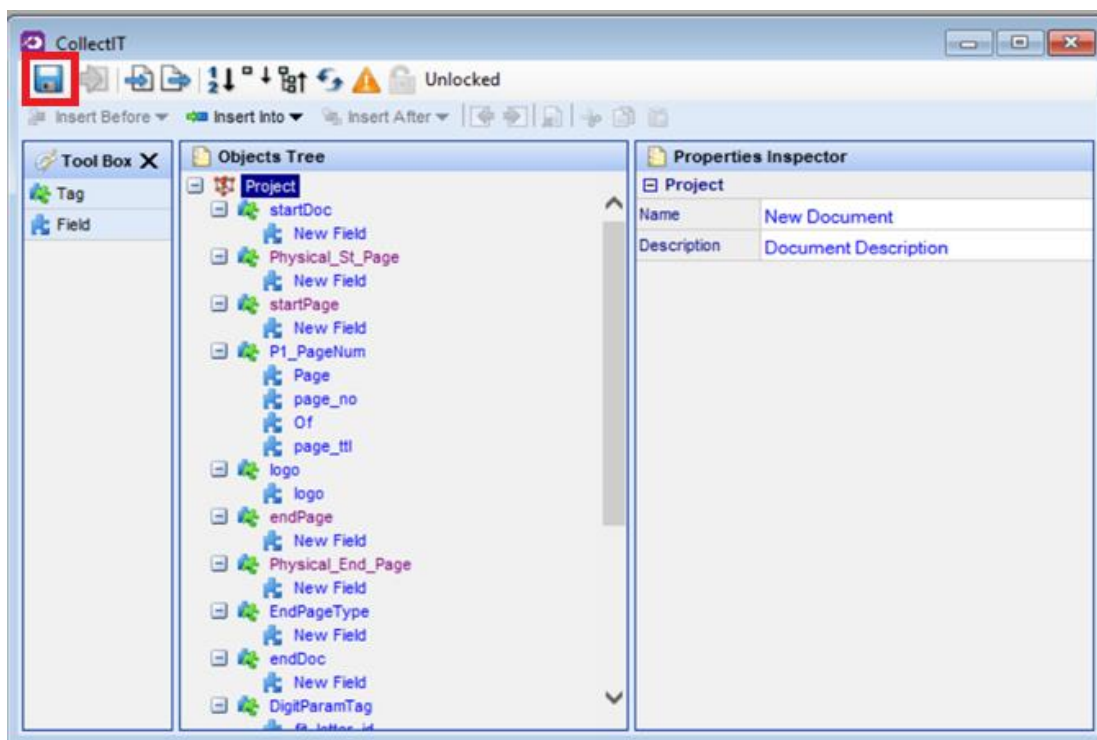 CollectIT
Unlocked
Insert Before Insert Into Insert After
Tool Box
Tag
Field
Objects Tree
Project
startDoc
New Field
Physical_St_Page
New Field
startPage
New Field
P1_PageNum
Page
page_no
Of
page_ttl
logo
logo
endPage
New Field
Physical_End_Page
New Field
EndPageType
New Field
endDoc
New Field
DigitParamTag
Properties Inspector
Project
Name New Document
Description Document Description